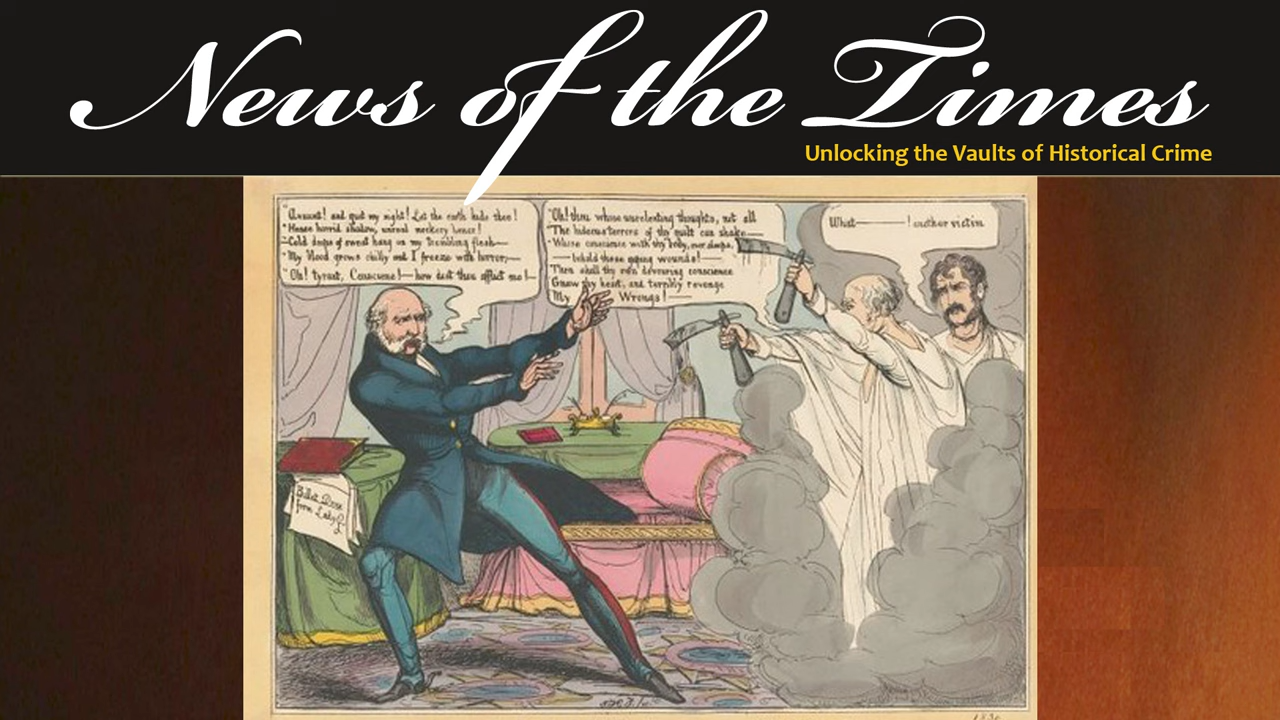 News of the Times
Unlocking the Vaults of Historical Crime
"Avaunt! and quit my sight! Let the earth hide thee!
"Hence horrid shadow, unreal mockery hence!
—Cold drops of sweat hang on my trembling flesh—
"My blood grows chilly and I freeze with horror;—
"Oh! tyrant, Conscience!— how dost thou afflict me!—
"Oh! thou whose unrelenting thoughts, not all
"The hideous terrors of thy guilt can shake—
"Whose conscience with thy body, ever sleeps,
—behold these gaping wounds!—
Then shall thy own devouring conscience
Gnaw thy heart, and terribly revenge
My Wrongs!—
What———! another victim
Billet Doux
from Lady G